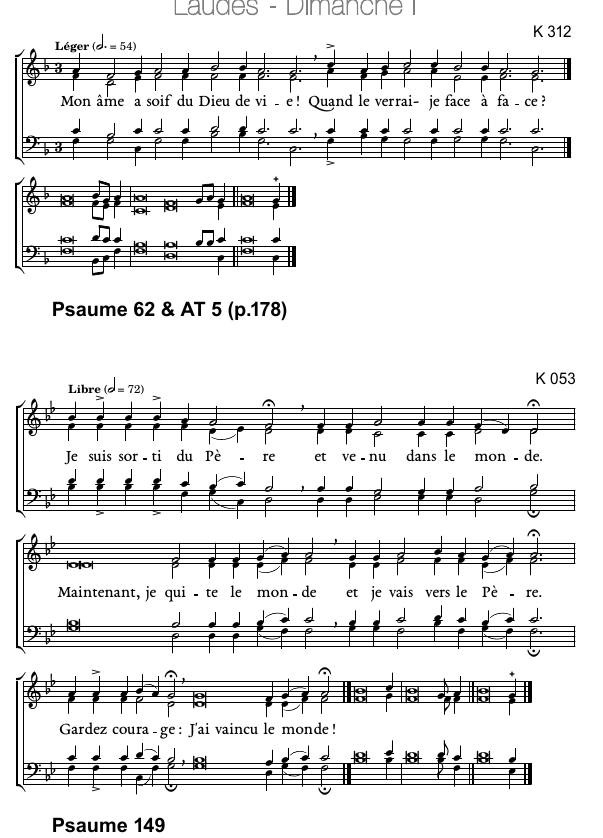 Laudes - Dimanche I
K 312
Léger (𝅗𝅥. = 54)
Mon âme a soif du Dieu de vi - e ! Quand le verrai - je face à fa - ce ?
Psaume 62 & AT 5 (p.178)
K 053
Libre (𝅗𝅥 = 72)
Je suis sor - ti du Pè - re et ve - nu dans le mon - de.
Maintenant, je qui - te le mon - de et je vais vers le Pè - re.
Gardez coura - ge : J'ai vaincu le monde !
Psaume 149